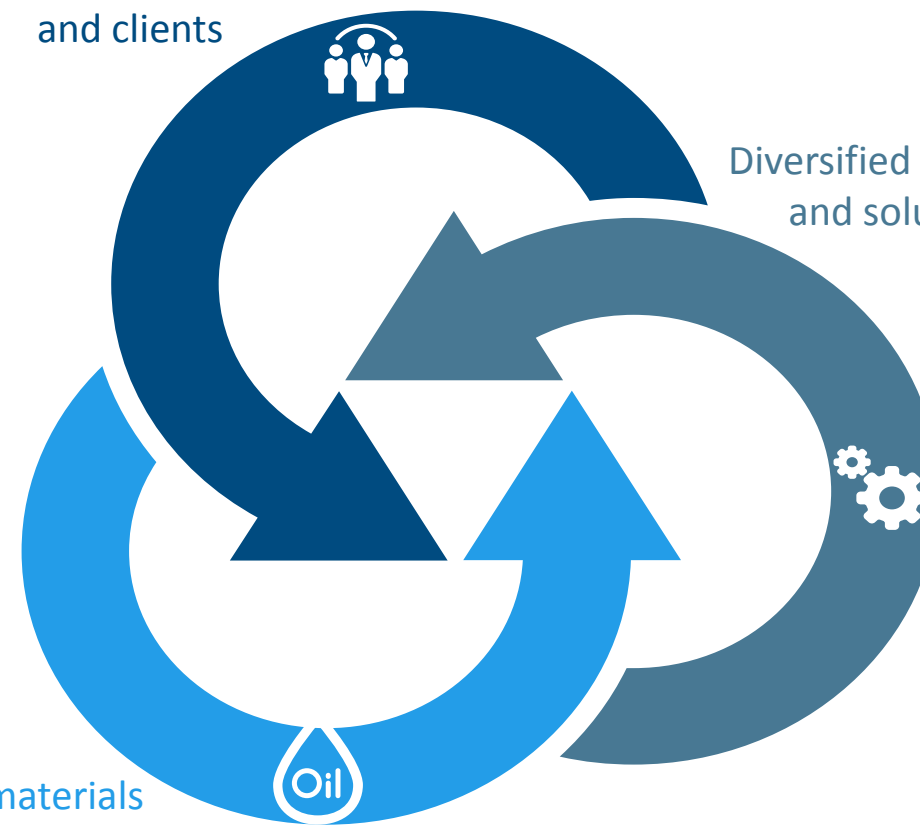 and clients
Diversified
and
Oil
materials